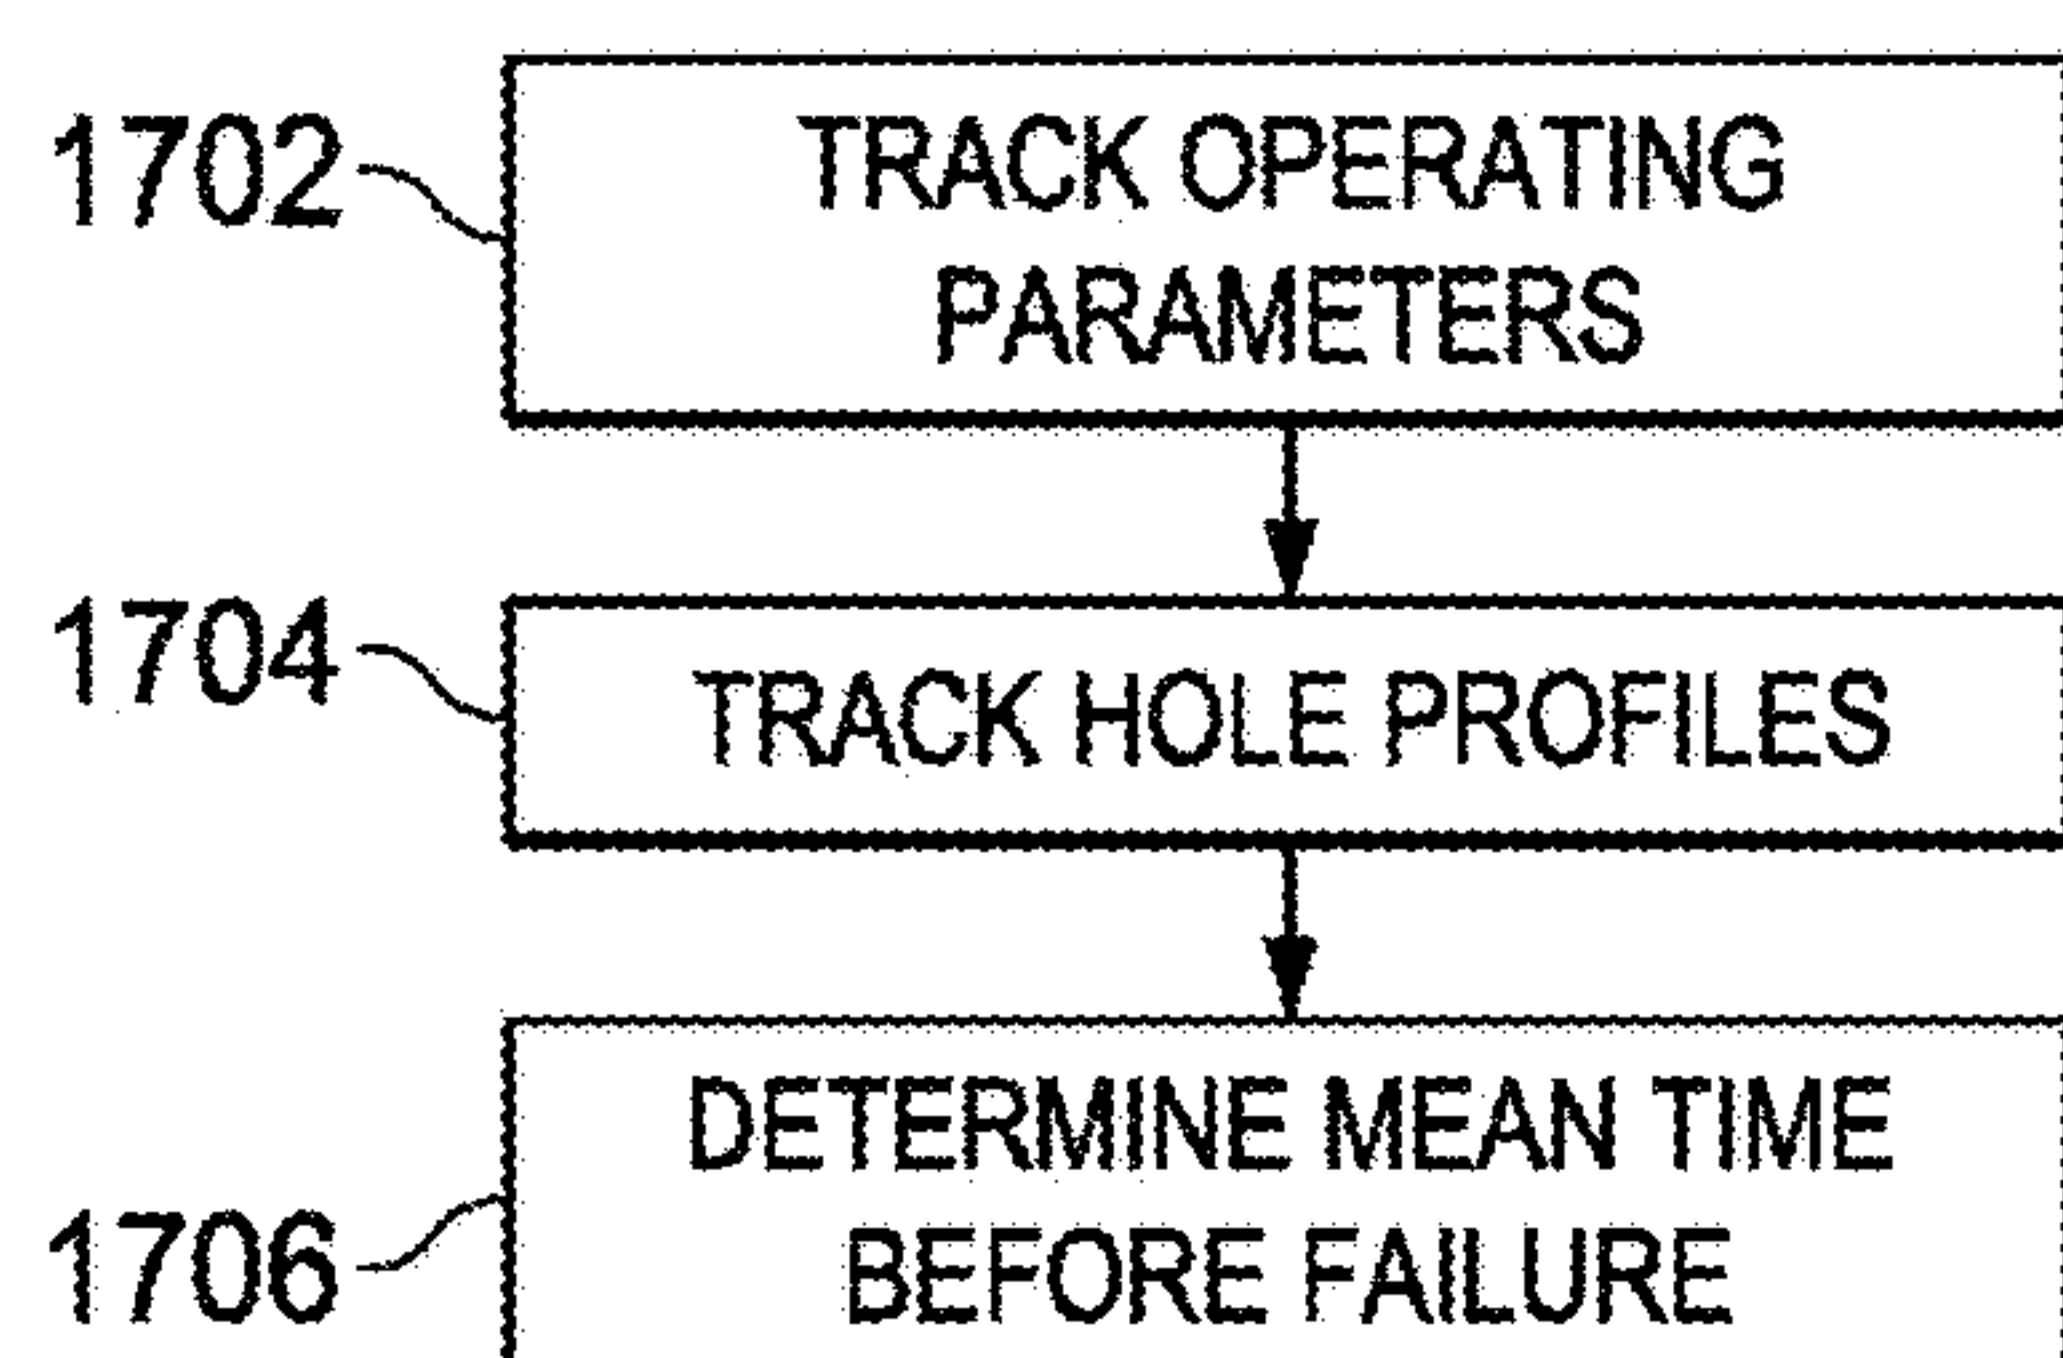 1702
TRACK OPERATING
PARAMETERS
1704
TRACK HOLE PROFILES
DETERMINE MEAN TIME
1706
BEFORE FAILURE